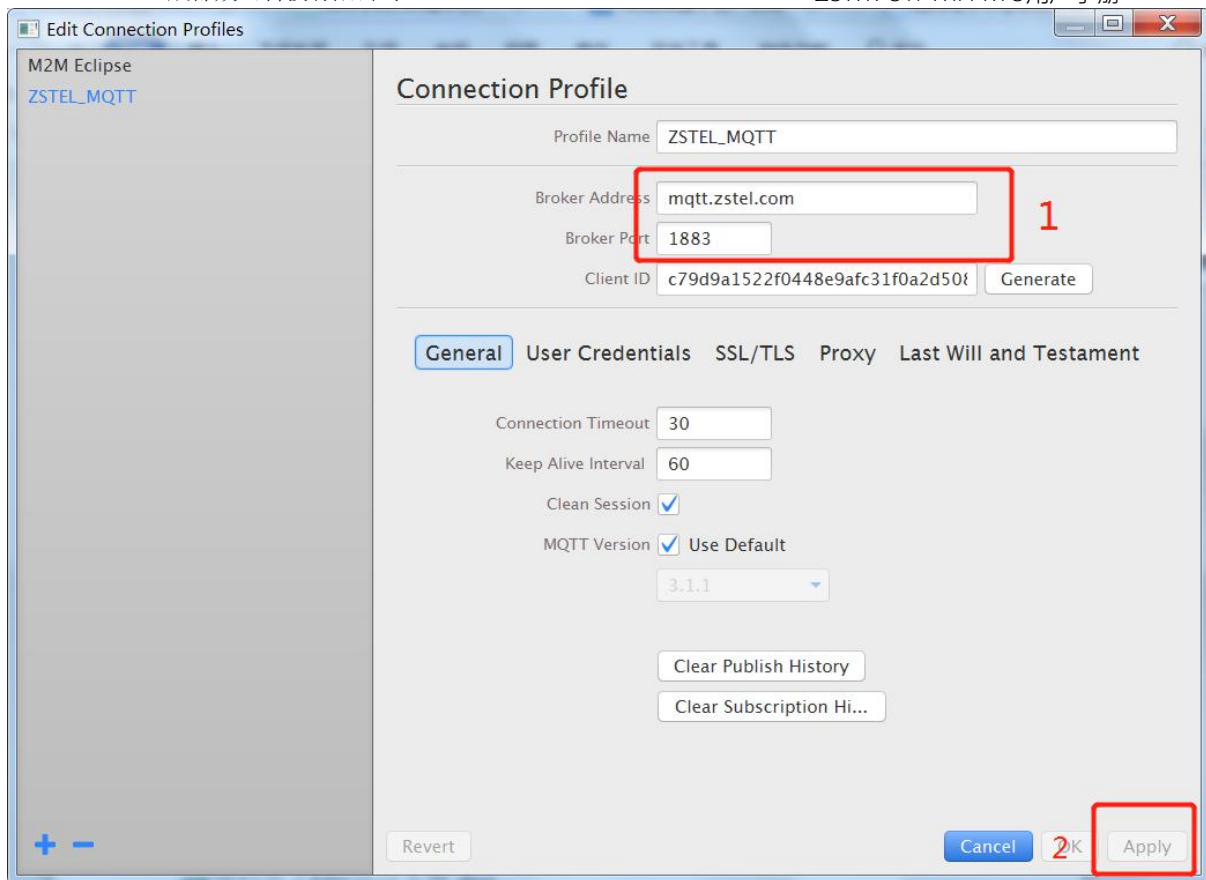 Edit Connection Profiles
M2M Eclipse
ZSTEL_MQTT
Connection Profile
Profile Name ZSTEL_MQTT
Broker Address mqtt.zstel.com
1
Broker Port 1883
Client ID c79d9a1522f0448e9afc31f0a2d508 Generate
General User Credentials SSL/TLS Proxy Last Will and Testament
Connection Timeout 30
Keep Alive Interval 60
Clean Session
MQTT Version Use Default
3.1.1
Clear Publish History
Clear Subscription Hi...
Revert Cancel 2 OK Apply